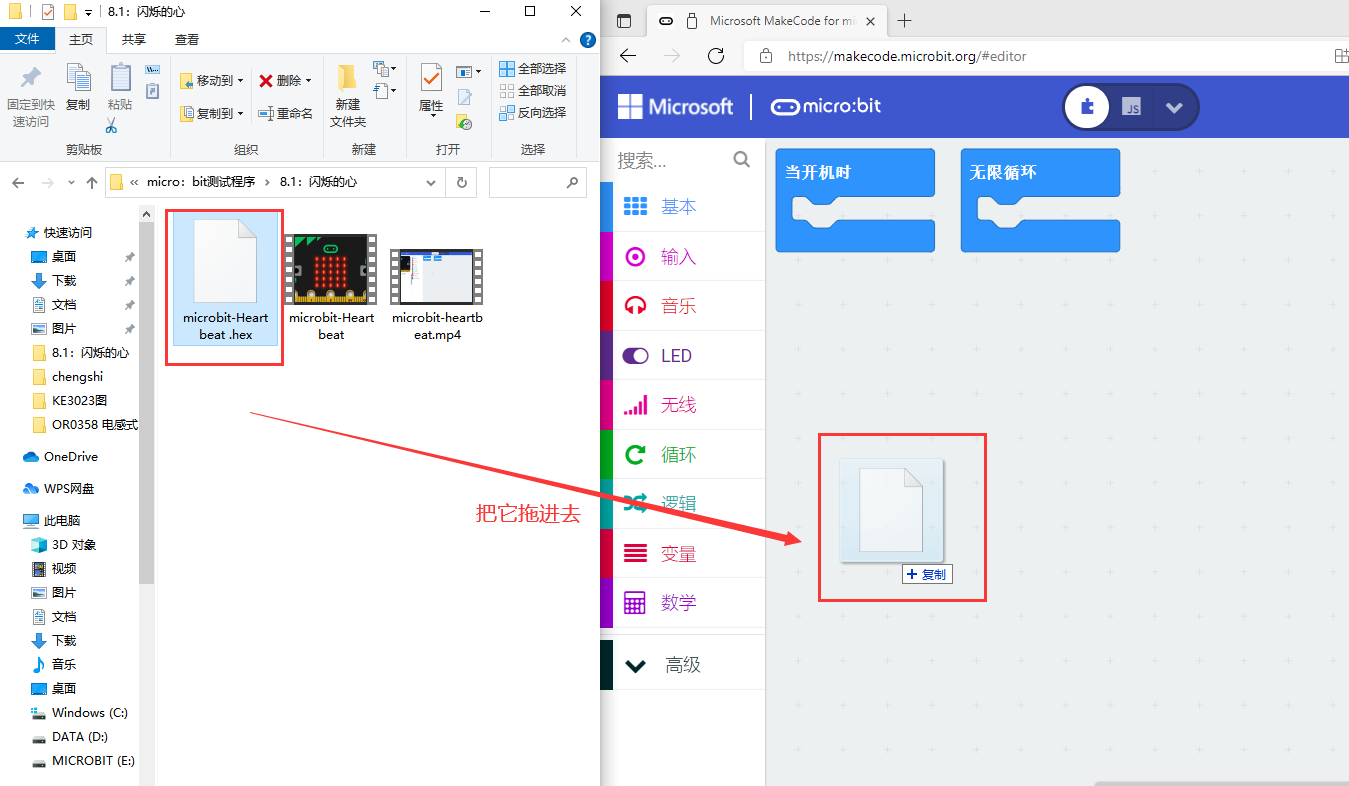 8.1：闪烁的心
文件 主页 共享 查看
固定到快
速访问
复制
粘贴
剪贴板
移动到
复制到
删除
重命名
组织
新建
文件夹
新建
属性
打开
全部选择
全部取消
反向选择
选择
« micro：bit测试程序 › 8.1：闪烁的心
快速访问
桌面
下载
文档
图片
8.1：闪烁的心
chengshi
KE3023图
OR0358 电感式
OneDrive
WPS网盘
此电脑
3D 对象
视频
图片
文档
下载
音乐
桌面
Windows (C:)
DATA (D:)
MICROBIT (E:)
microbit-Heart
beat .hex
microbit-Heart
beat
microbit-heartb
eat.mp4
把它拖进去
Microsoft MakeCode for mi
https://makecode.microbit.org/#editor
Microsoft
micro:bit
JS
搜索...
基本
输入
音乐
LED
无线
循环
逻辑
变量
数学
高级
当开机时
无限循环
+ 复制